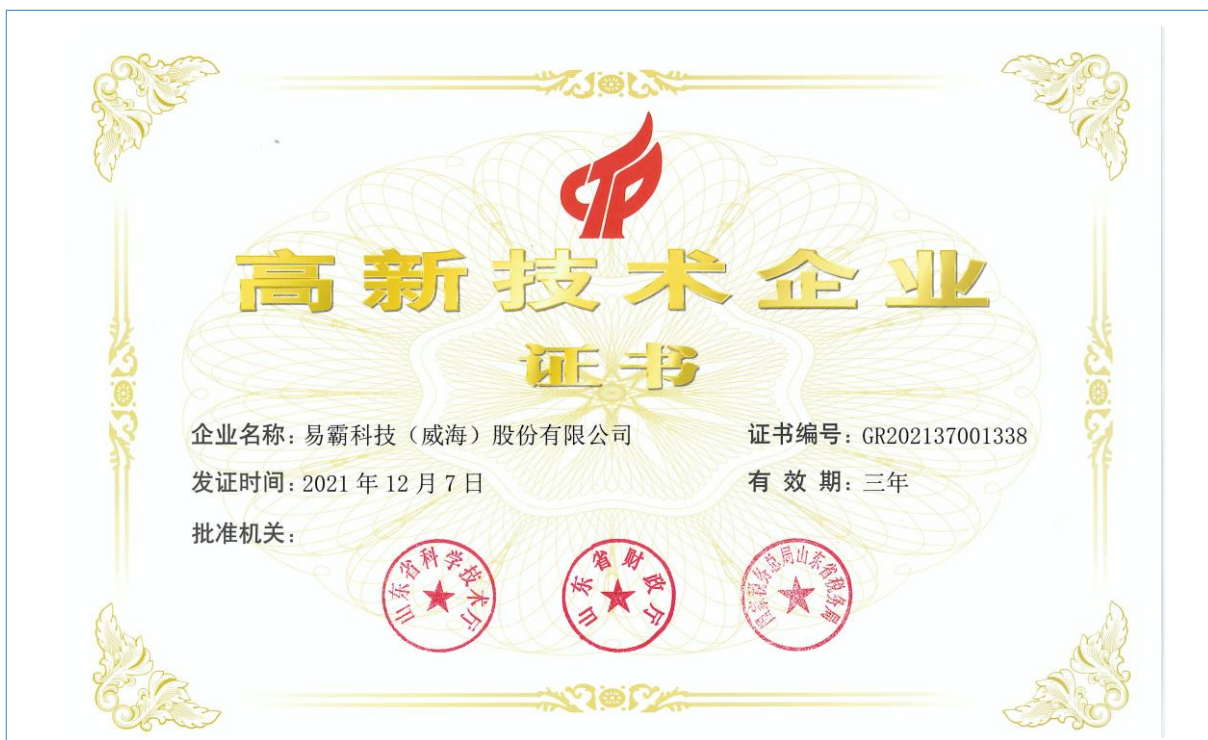 高新技术企业
证书
企业名称：易霸科技（威海）股份有限公司
证书编号：GR202137001338
发证时间：2021年12月7日
有效期：三年
批准机关：
山东省科学技术厅
山东省财政厅
国家税务总局山东省税务局